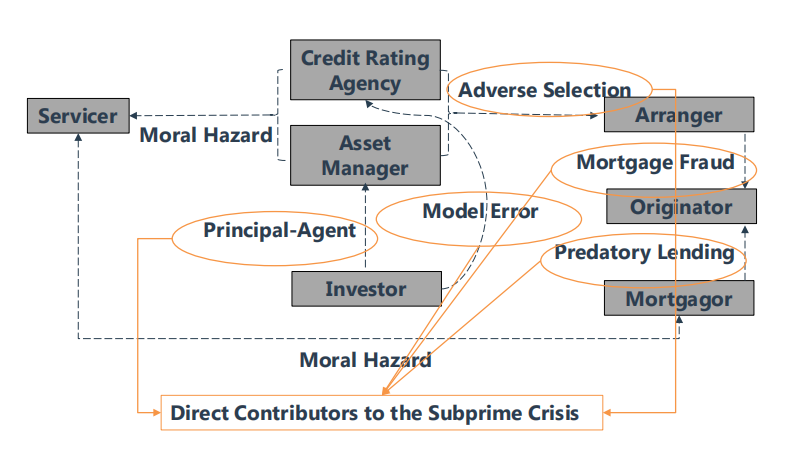 Credit Rating
Agency
Adverse Selection
Servicer
Arranger
Moral Hazard
Asset
Manager
Mortgage Fraud
Model Error
Originator
Principal-Agent
Predatory Lending
Investor
Mortgagor
Moral Hazard
Direct Contributors to the Subprime Crisis